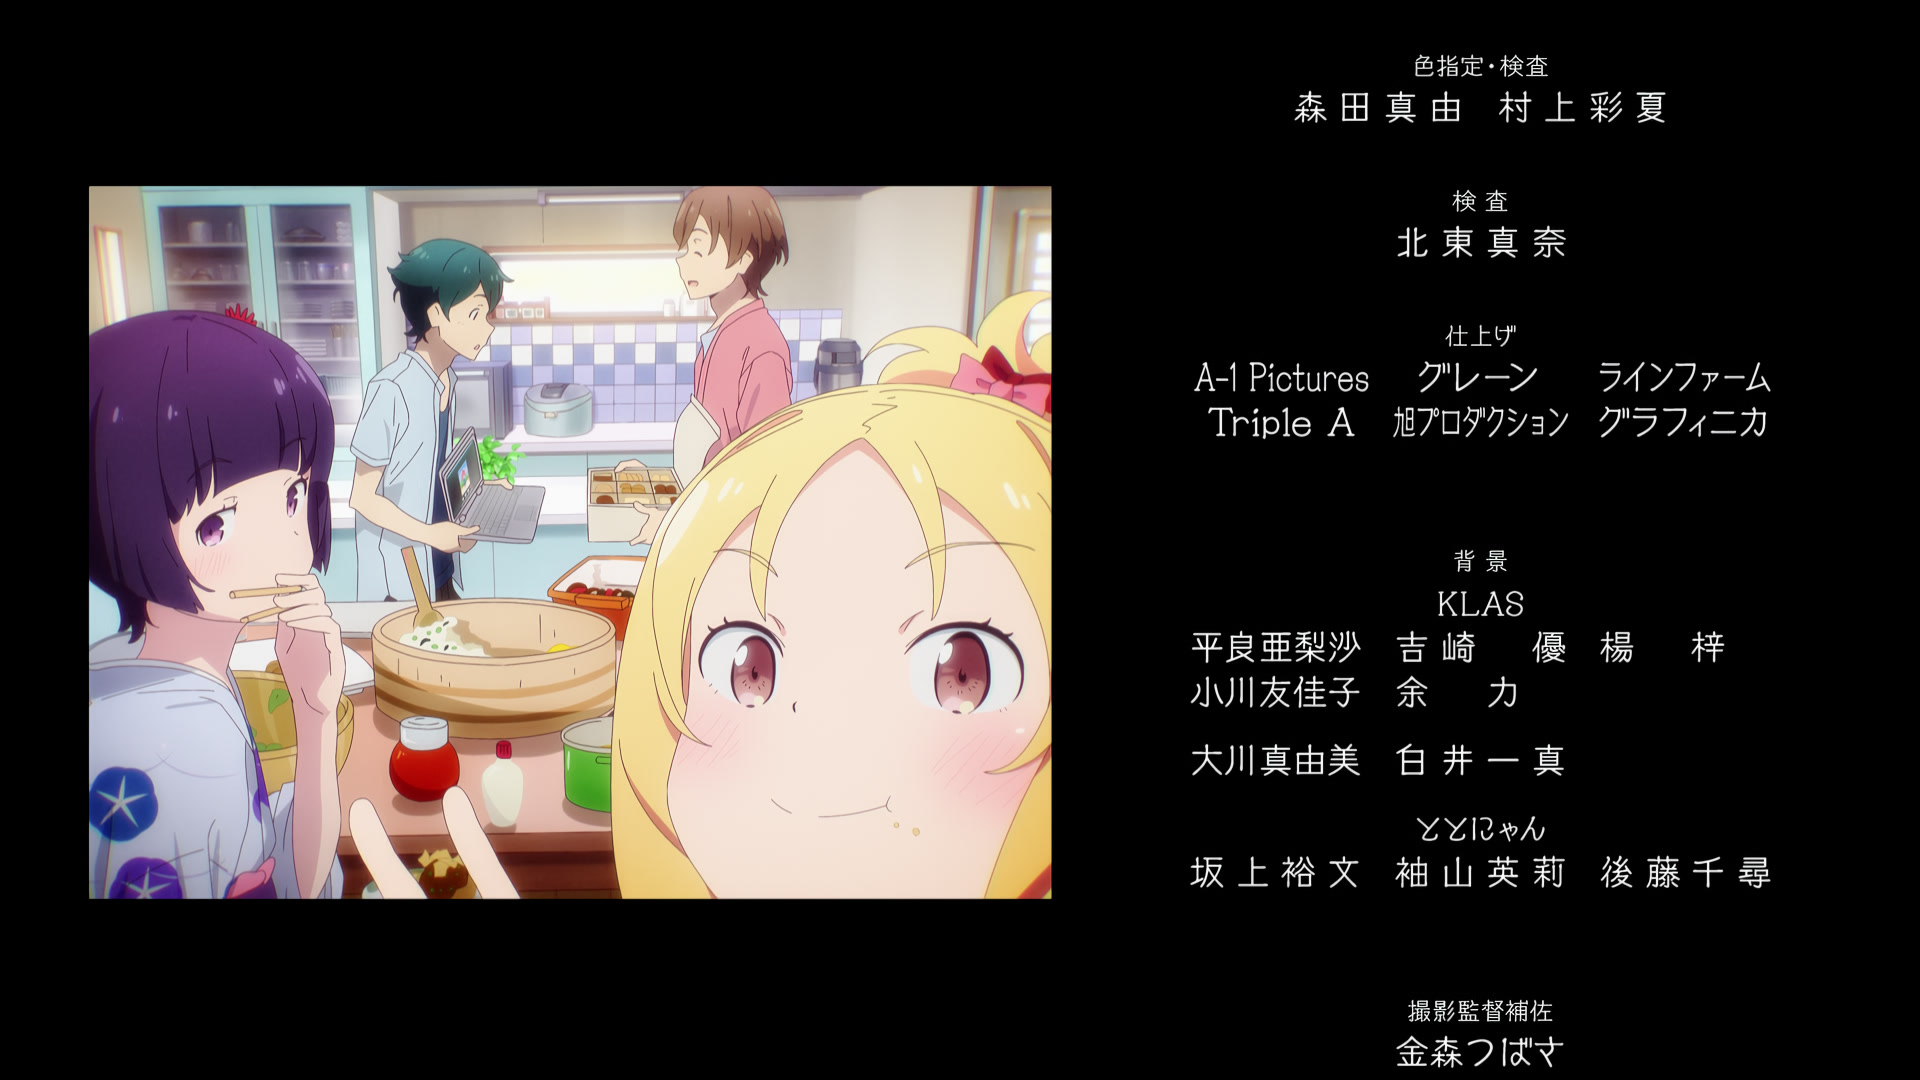 色指定・検査
森田真由 村上彩夏
検査
北東真奈
仕上げ
A-1 Pictures グレーン ラインファーム
Triple A 旭プロダクション グラフィニカ
背景
KLAS
平良亜梨沙 吉崎 優 楊 梓
小川友佳子 余 力
大川真由美 白井一真
ととにゃん
坂上裕文 袖山英莉 後藤千尋
撮影監督補佐
金森つばさ